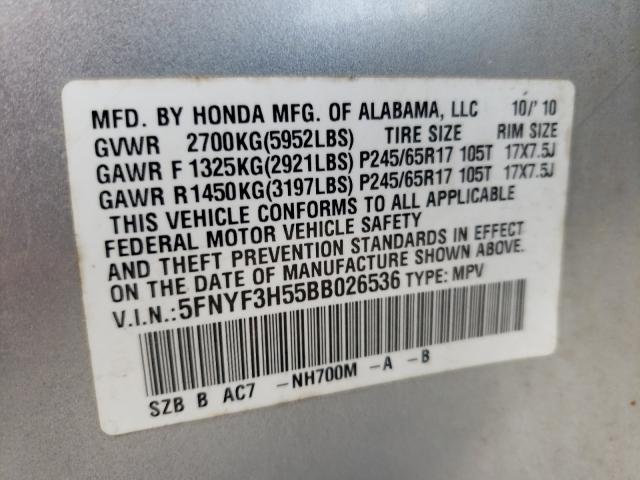 MFD. BY HONDA MFG. OF ALABAMA, LLC 10/'10
GVWR 2700KG(5952LBS) TIRE SIZE RIM SIZE
GAWR F 1325KG(2921LBS) P245/65R17 105T 17X7.5J
GAWR R1450KG(3197LBS) P245/65R17 105T 17X7.5J
THIS VEHICLE CONFORMS TO ALL APPLICABLE
FEDERAL MOTOR VEHICLE SAFETY
AND THEFT PREVENTION STANDARDS IN EFFECT
ON THE DATE OF MANUFACTURE SHOWN ABOVE.
V.I.N.:5FNYF3H55BB026536 TYPE: MPV
SZB B AC7 -NH700M -A -B